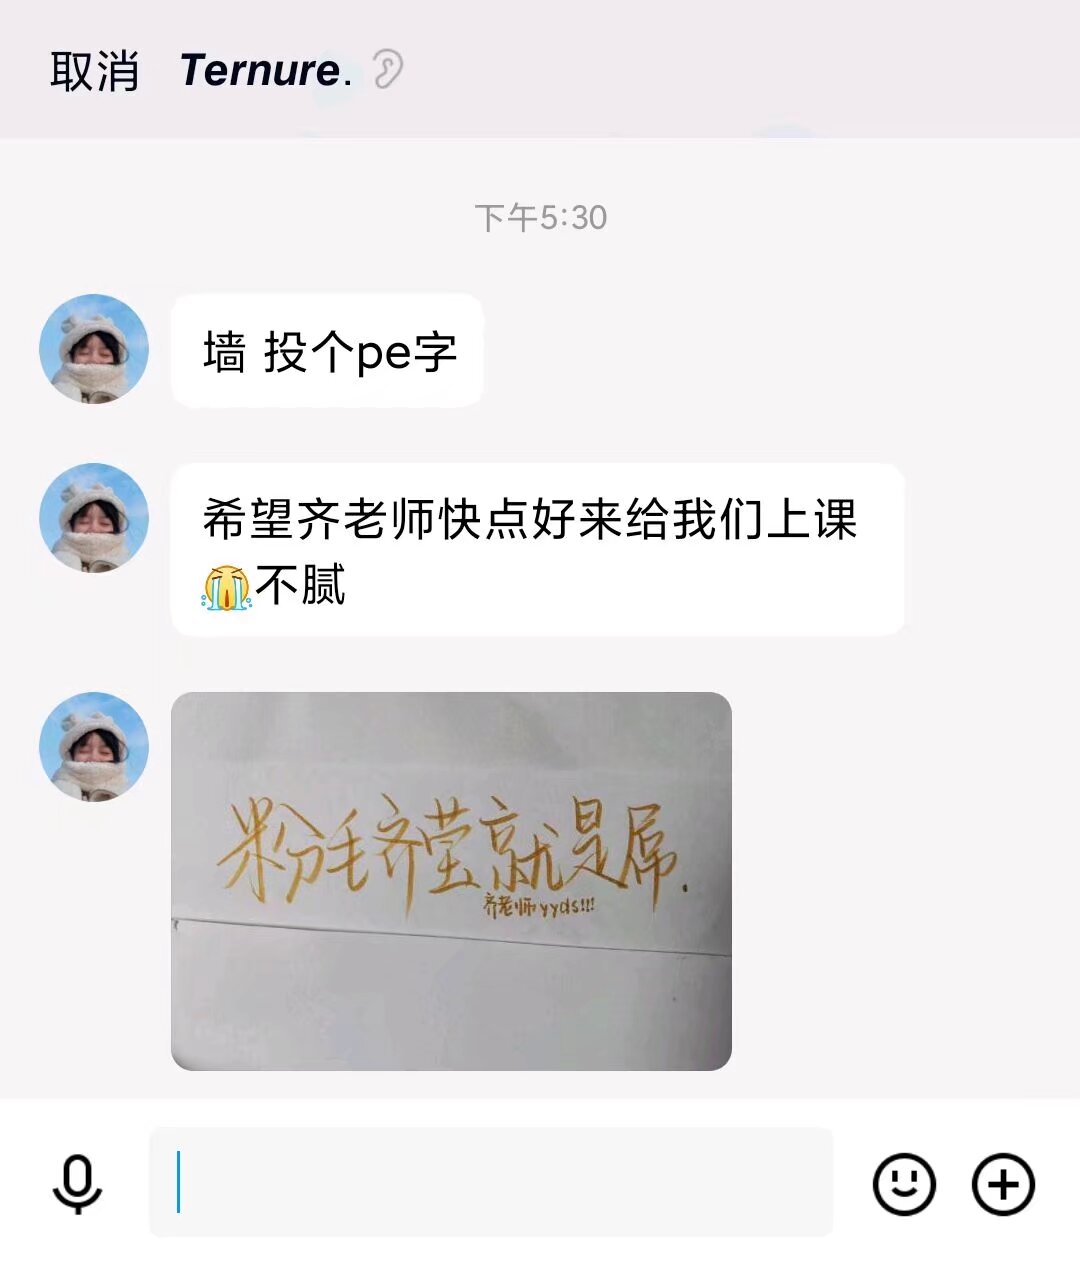 取消 Ternure.
下午5:30
墙 投个pe字
希望齐老师快点好来给我们上课
😭不腻
粉毛齐莹就是屌.
齐老师yyds!!!